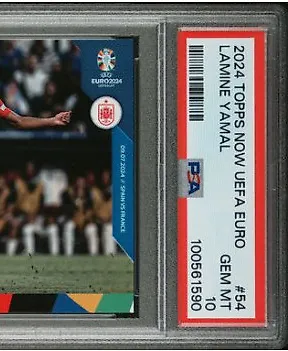 EURO2024
GERMANY
09.07.2024 // SPAIN VS FRANCE
2024 TOPPS NOW UEFA EURO #54
LAMINE YAMAL GEM MT
10
PSA
100561590